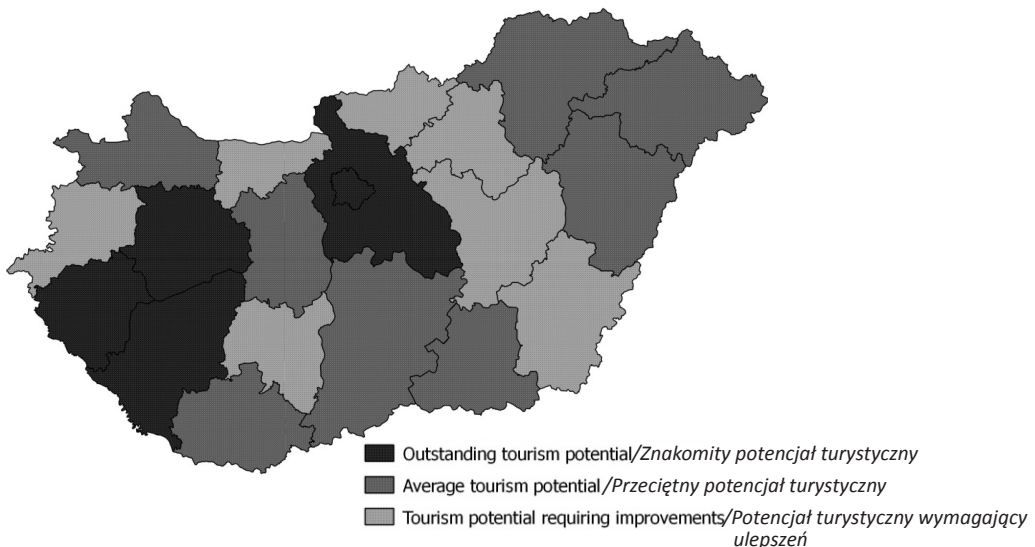 Outstanding tourism potential/Znakomity potencjał turystyczny
Average tourism potential/Przeciętny potencjał turystyczny
Tourism potential requiring improvements/Potencjał turystyczny wymagający
ulepszeń